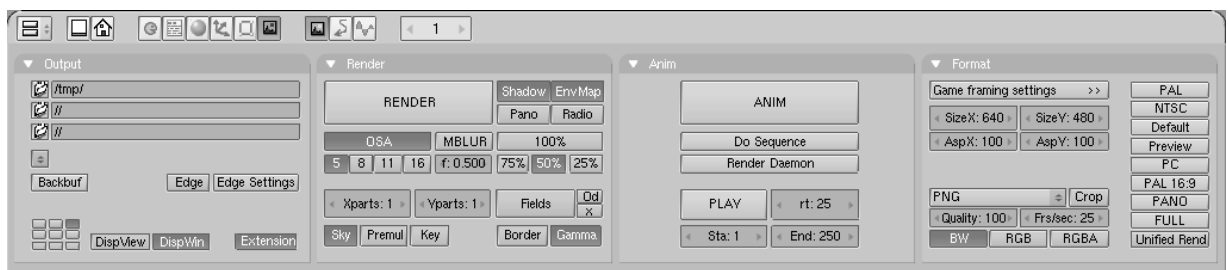 1
Output
/tmp/
//
//
Backbuf Edge Edge Settings
DispView DispWin Extension
Render
RENDER
Shadow EnvMap
Pano Radio
OSA MBLUR 100%
5 8 11 16 f: 0.500 75% 50% 25%
Xparts: 1 Yparts: 1 Fields Od
X
Sky Premul Key Border Gamma
Anim
ANIM
Do Sequence
Render Daemon
PLAY rt: 25
Sta: 1 End: 250
Format
Game framing settings >>
SizeX: 640 SizeY: 480
AspX: 100 AspY: 100
PNG Crop
Quality: 100 Frs/sec: 25
BW RGB RGBA
PAL
NTSC
Default
Preview
PC
PAL 16:9
PANO
FULL
Unified Rend